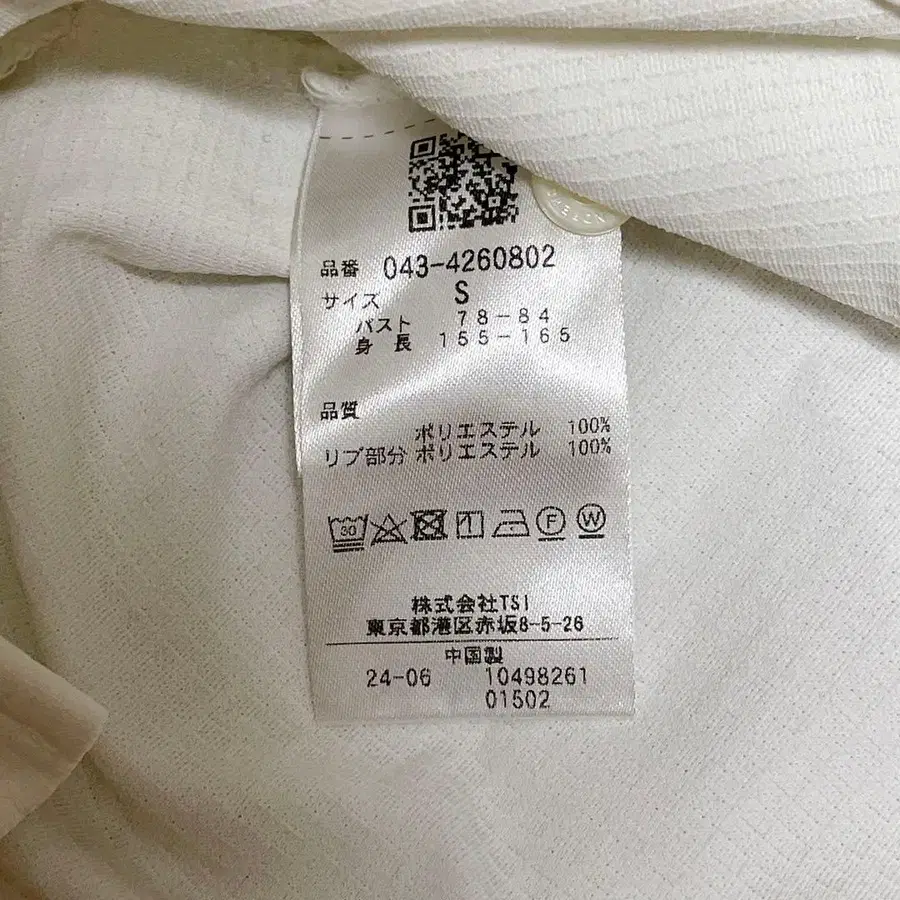 品番 043-4260802
サイズ S
バスト 78-84
身長 155-165
品質
ポリエステル 100%
リブ部分 ポリエステル 100%
30 F W
株式会社TSI
東京都港区赤坂8-5-26
中国製
24-06 10498261
01502